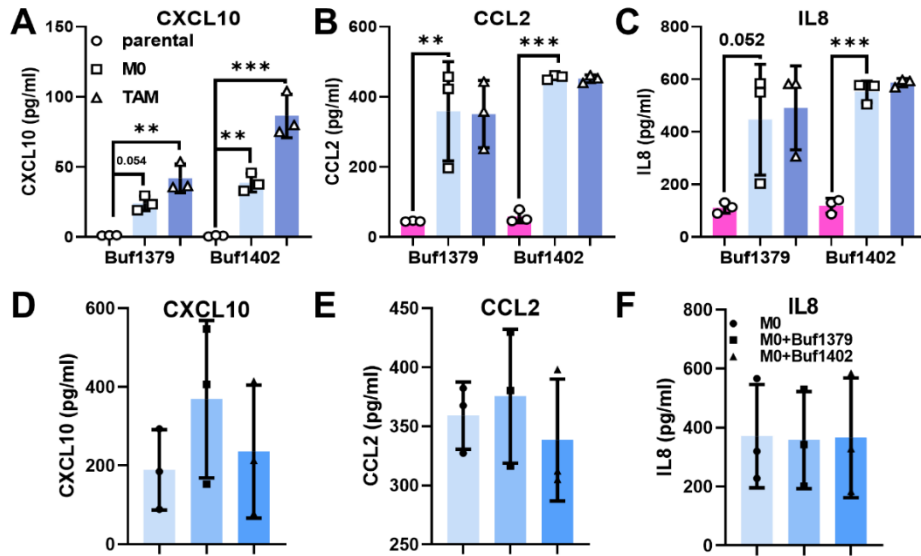 A
CXCL10
CXCL10 (pg/ml)
150
100
50
0
parental
M0
TAM
0.054
**
**
***
Buf1379
Buf1402
B
CCL2
CCL2 (pg/ml)
600
400
200
0
**
***
Buf1379
Buf1402
C
IL8
IL8 (pg/ml)
800
600
400
200
0
0.052
***
Buf1379
Buf1402
D
CXCL10
CXCL10 (pg/ml)
600
400
200
0
E
CCL2
CCL2 (pg/ml)
450
400
350
300
250
F
IL8
IL8 (pg/ml)
800
600
400
200
0
M0
M0+Buf1379
M0+Buf1402